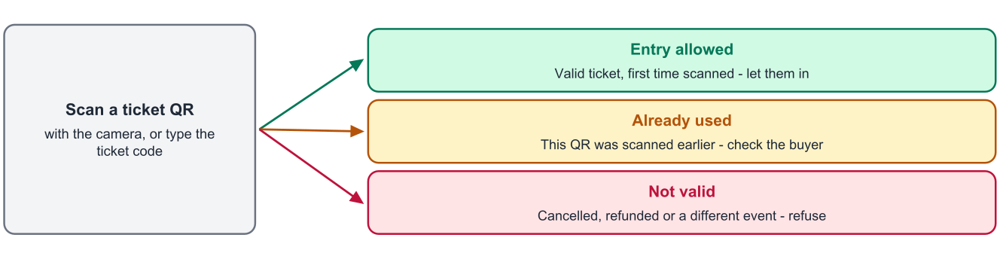 Scan a ticket QR
with the camera, or type the
ticket code
Entry allowed
Valid ticket, first time scanned - let them in
Already used
This QR was scanned earlier - check the buyer
Not valid
Cancelled, refunded or a different event - refuse